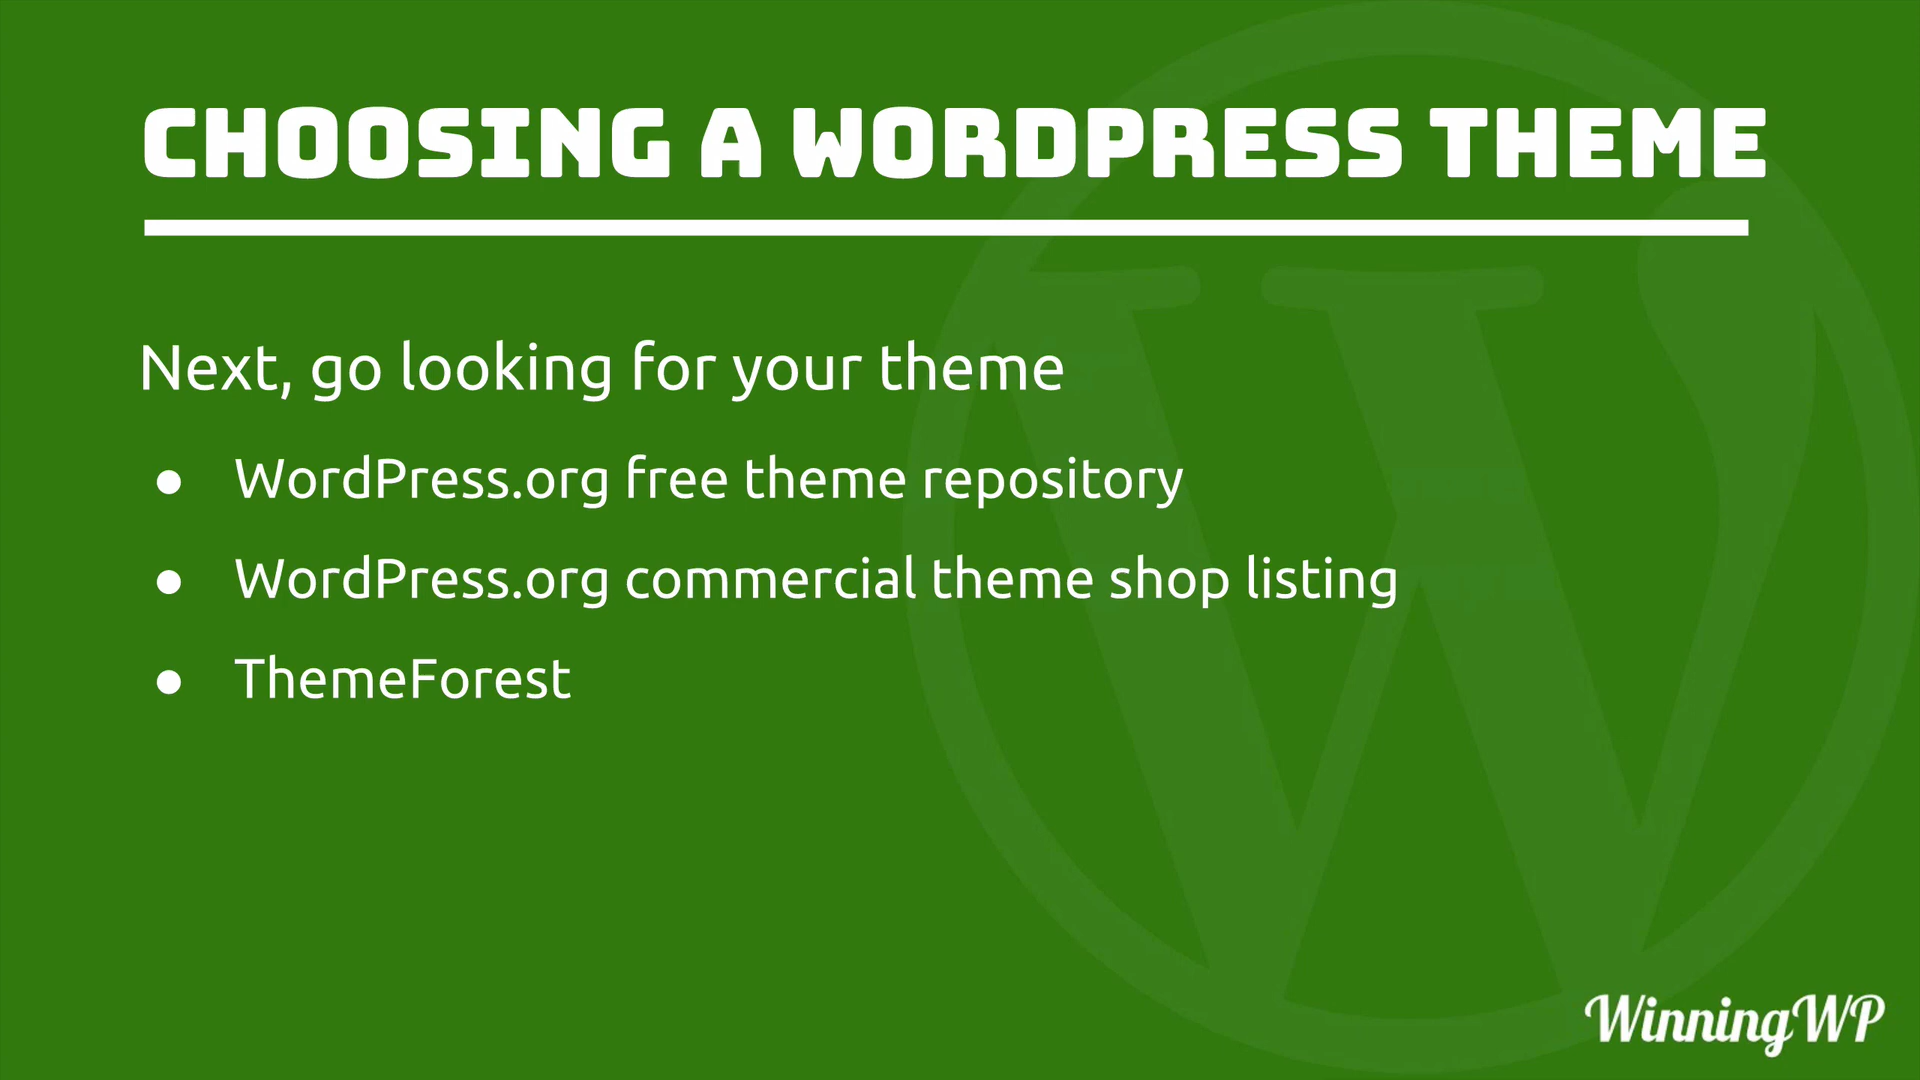 CHOOSING A WORDPRESS THEME
Next, go looking for your theme
● WordPress.org free theme repository
● WordPress.org commercial theme shop listing
● ThemeForest
WinningWP